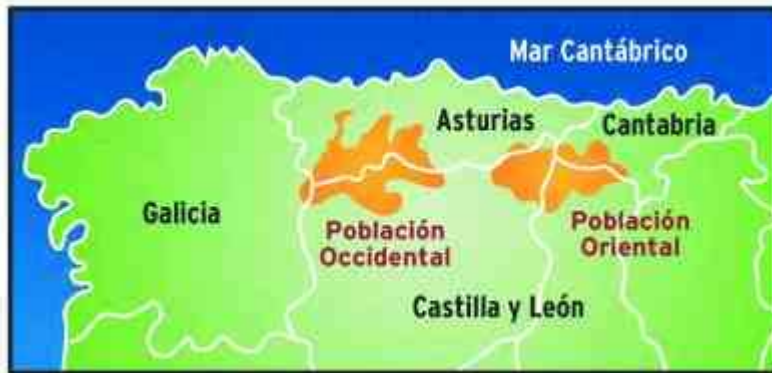 Mar Cantábrico
Asturias
Cantabria
Galicia
Población
Occidental
Población
Oriental
Castilla y León